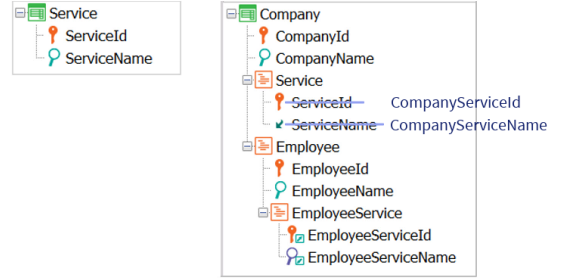 Service
ServiceId
ServiceName
Company
CompanyId
CompanyName
Service
ServiceId CompanyServiceId
ServiceName CompanyServiceName
Employee
EmployeeId
EmployeeName
EmployeeService
EmployeeServiceId
EmployeeServiceName